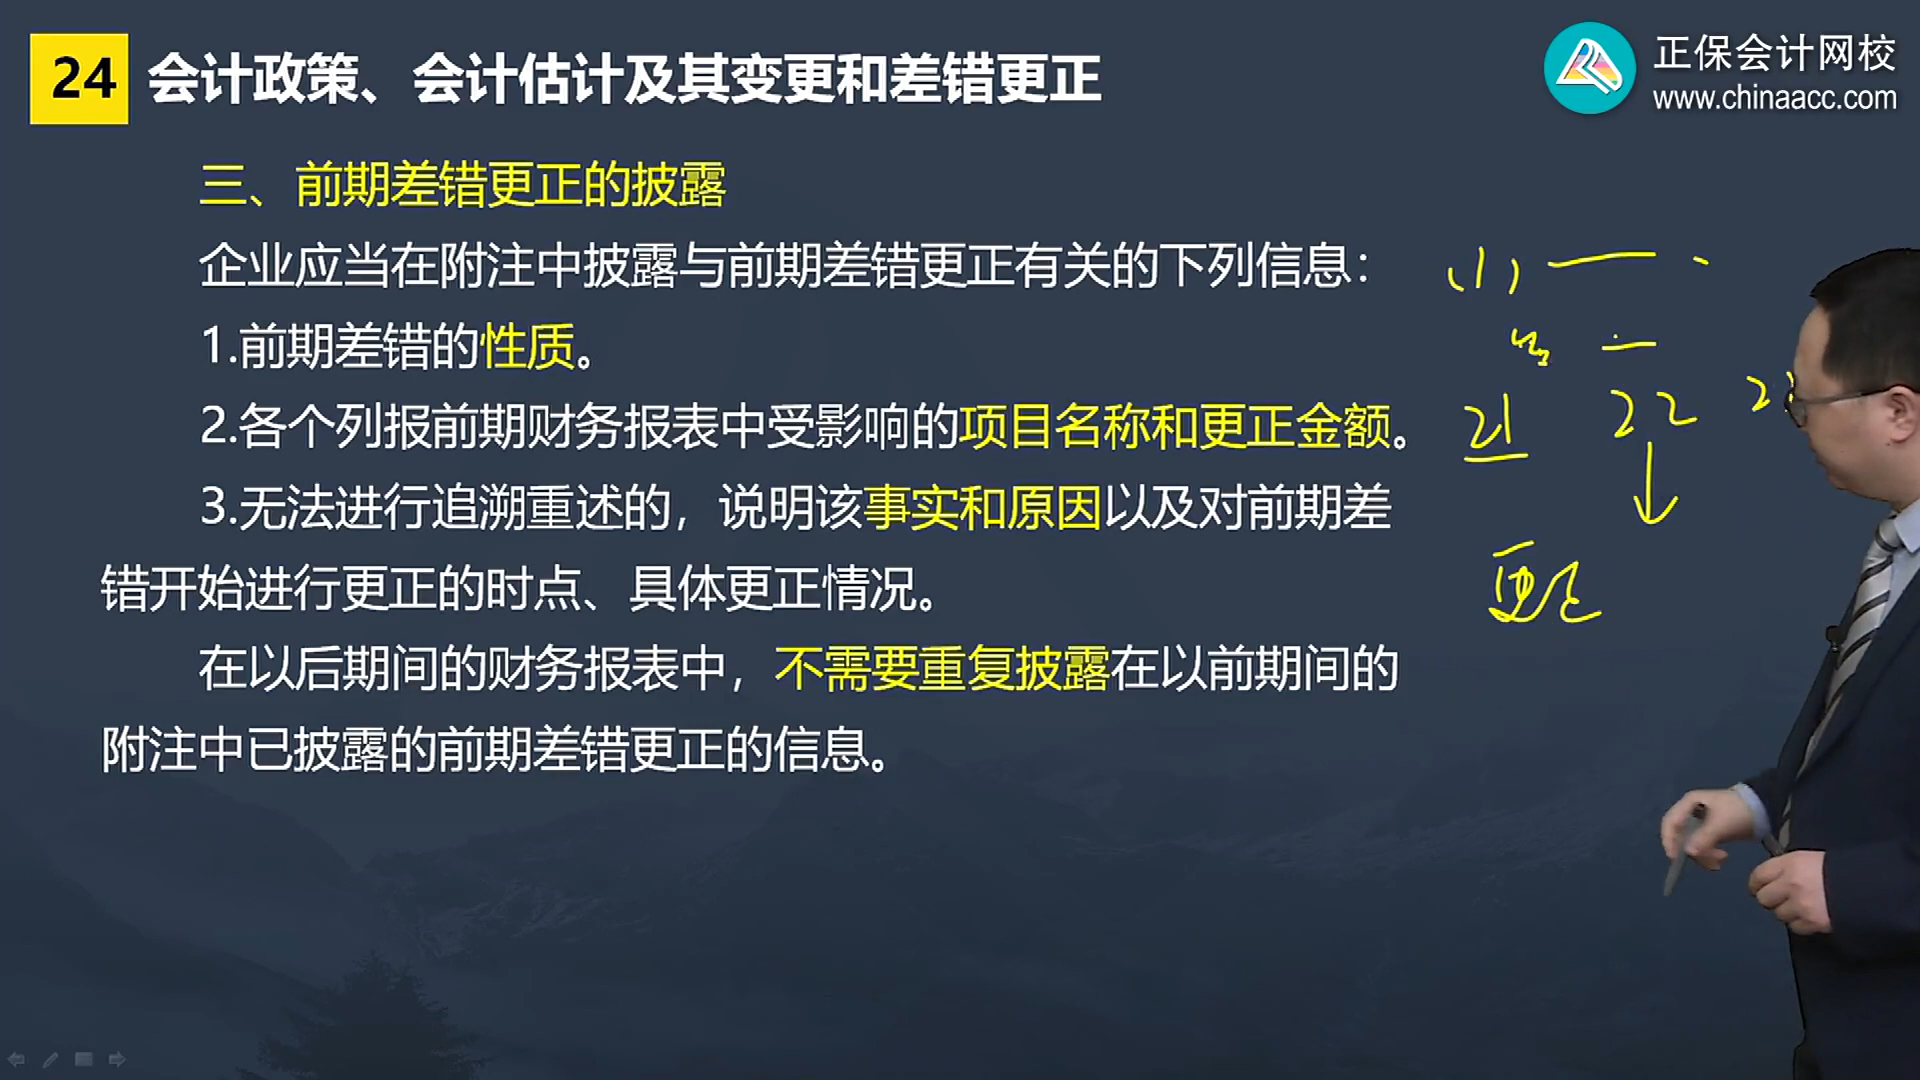 24 会计政策、会计估计及其变更和差错更正
正保会计网校
www.chinaacc.com
三、前期差错更正的披露
企业应当在附注中披露与前期差错更正有关的下列信息：
1.前期差错的性质。
2.各个列报前期财务报表中受影响的项目名称和更正金额。
3.无法进行追溯重述的，说明该事实和原因以及对前期差
错开始进行更正的时点、具体更正情况。
在以后期间的财务报表中，不需要重复披露在以前期间的
附注中已披露的前期差错更正的信息。
(1)
21 22
更正